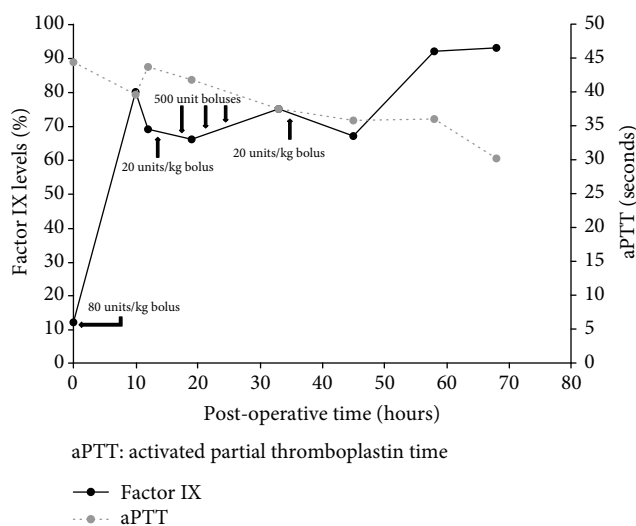 100
90
80
70
60
50
40
30
20
10
0
Factor IX levels (%)
50
45
40
35
30
25
20
15
10
5
0
aPTT (seconds)
500 unit boluses
20 units/kg bolus
20 units/kg bolus
80 units/kg bolus
0 10 20 30 40 50 60 70 80
Post-operative time (hours)
aPTT: activated partial thromboplastin time
Factor IX
aPTT